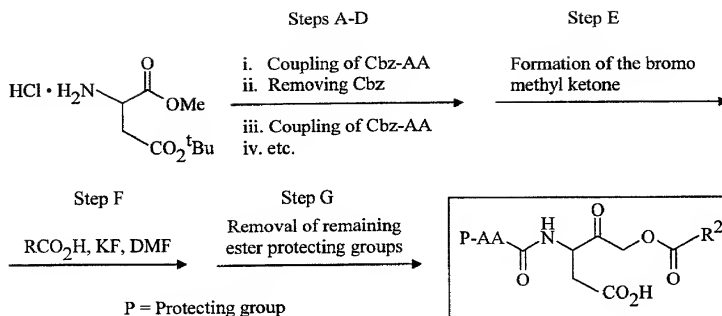 Steps A-D
Step E
i. Coupling of Cbz-AA
ii. Removing Cbz
iii. Coupling of Cbz-AA
iv. etc.
Formation of the bromo
methyl ketone
HCl • H2N
O
OMe
CO2tBu
Step F
Step G
RCO2H, KF, DMF
Removal of remaining
ester protecting groups
P-AA
O
H
N
O
O
O
R2
CO2H
P = Protecting group